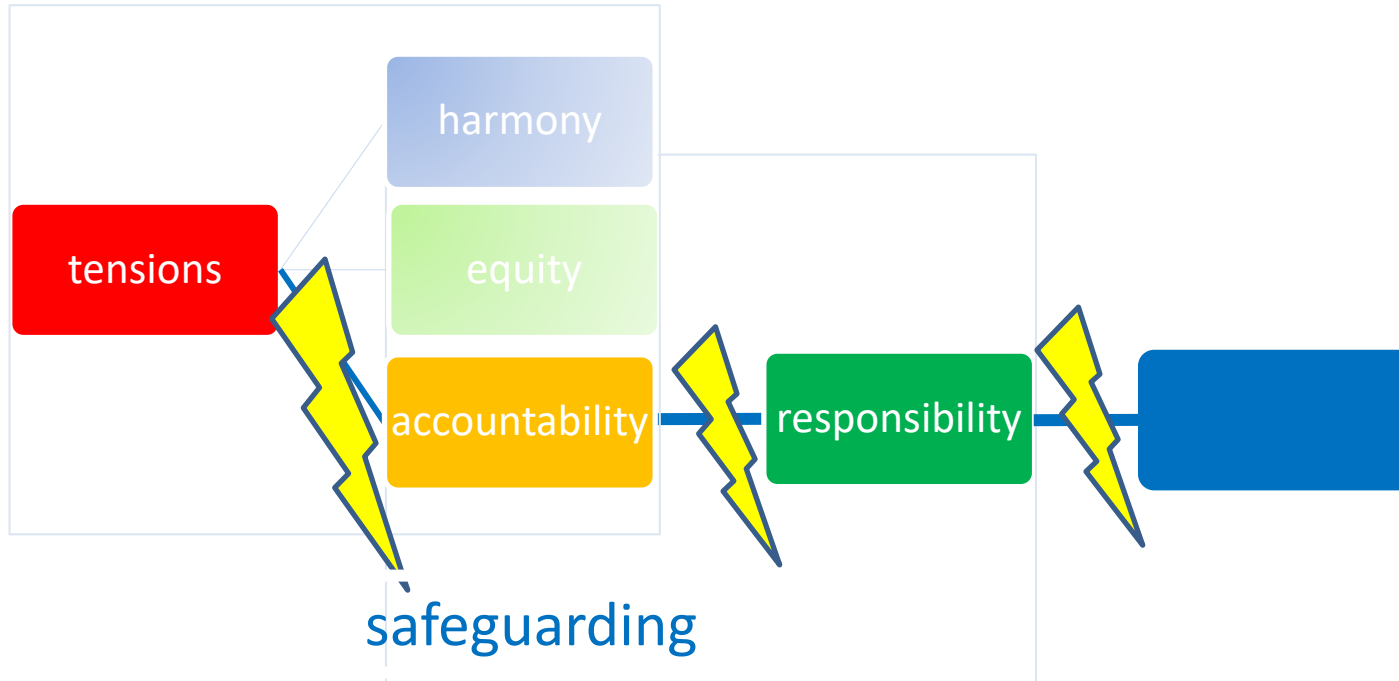 harmony
tensions
equity
accountability
responsibility
safeguarding